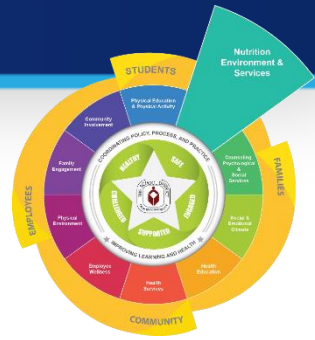 Nutrition
Environment &
Services
STUDENTS
Physical Education
& Physical Activity
Community
Involvement
Family
Engagement
Physical
Environment
Employee
Wellness
Health
Services
Health
Education
Social &
Emotional
Climate
Counseling
Psychological
&
Social
Services
FAMILIES
EMPLOYEES
COMMUNITY
COORDINATING POLICY, PROCESS, AND PRACTICE
IMPROVING LEARNING AND HEALTH
HEALTHY
SAFE
ENGAGED
SUPPORTED
CHALLENGED